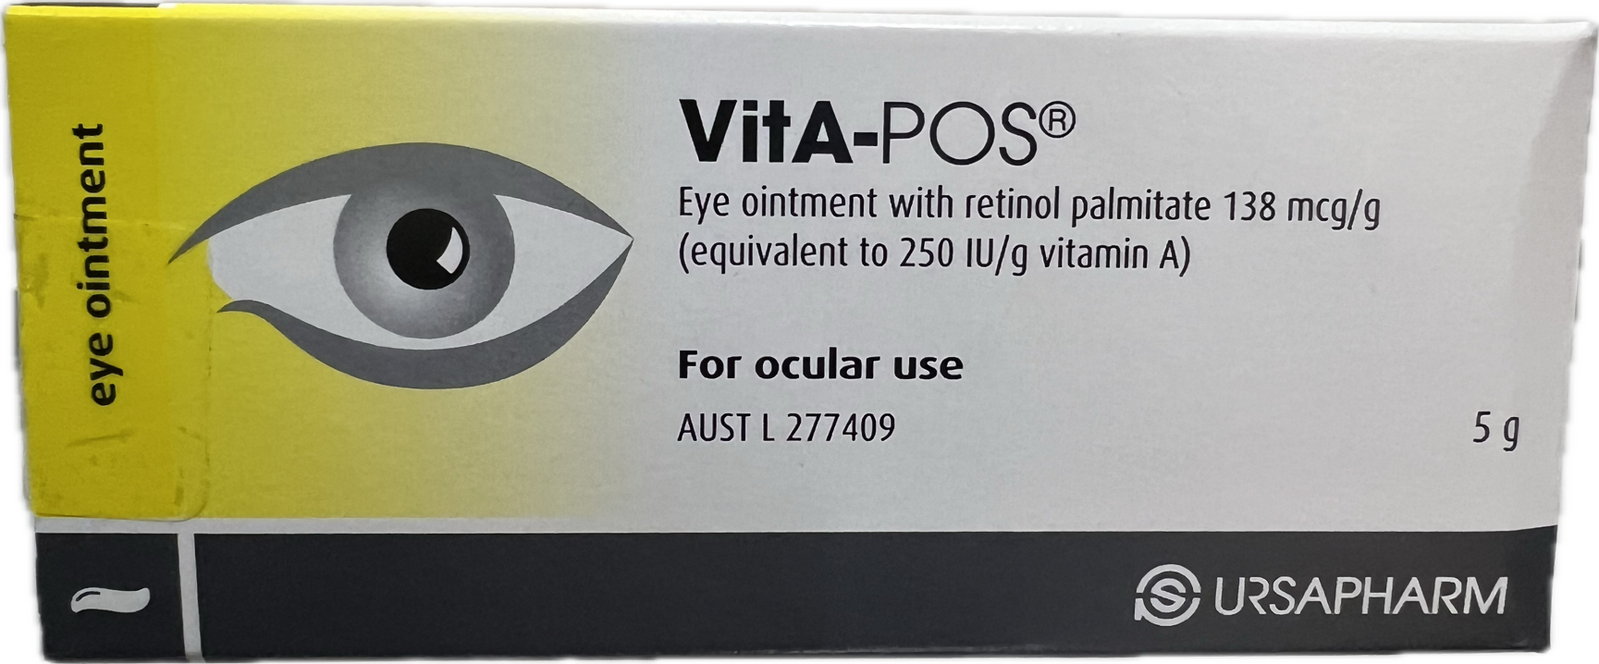 eye ointment
VitA-POS®
Eye ointment with retinol palmitate 138 mcg/g
(equivalent to 250 IU/g vitamin A)
For ocular use
AUST L 277409
5 g
URSAPHARM